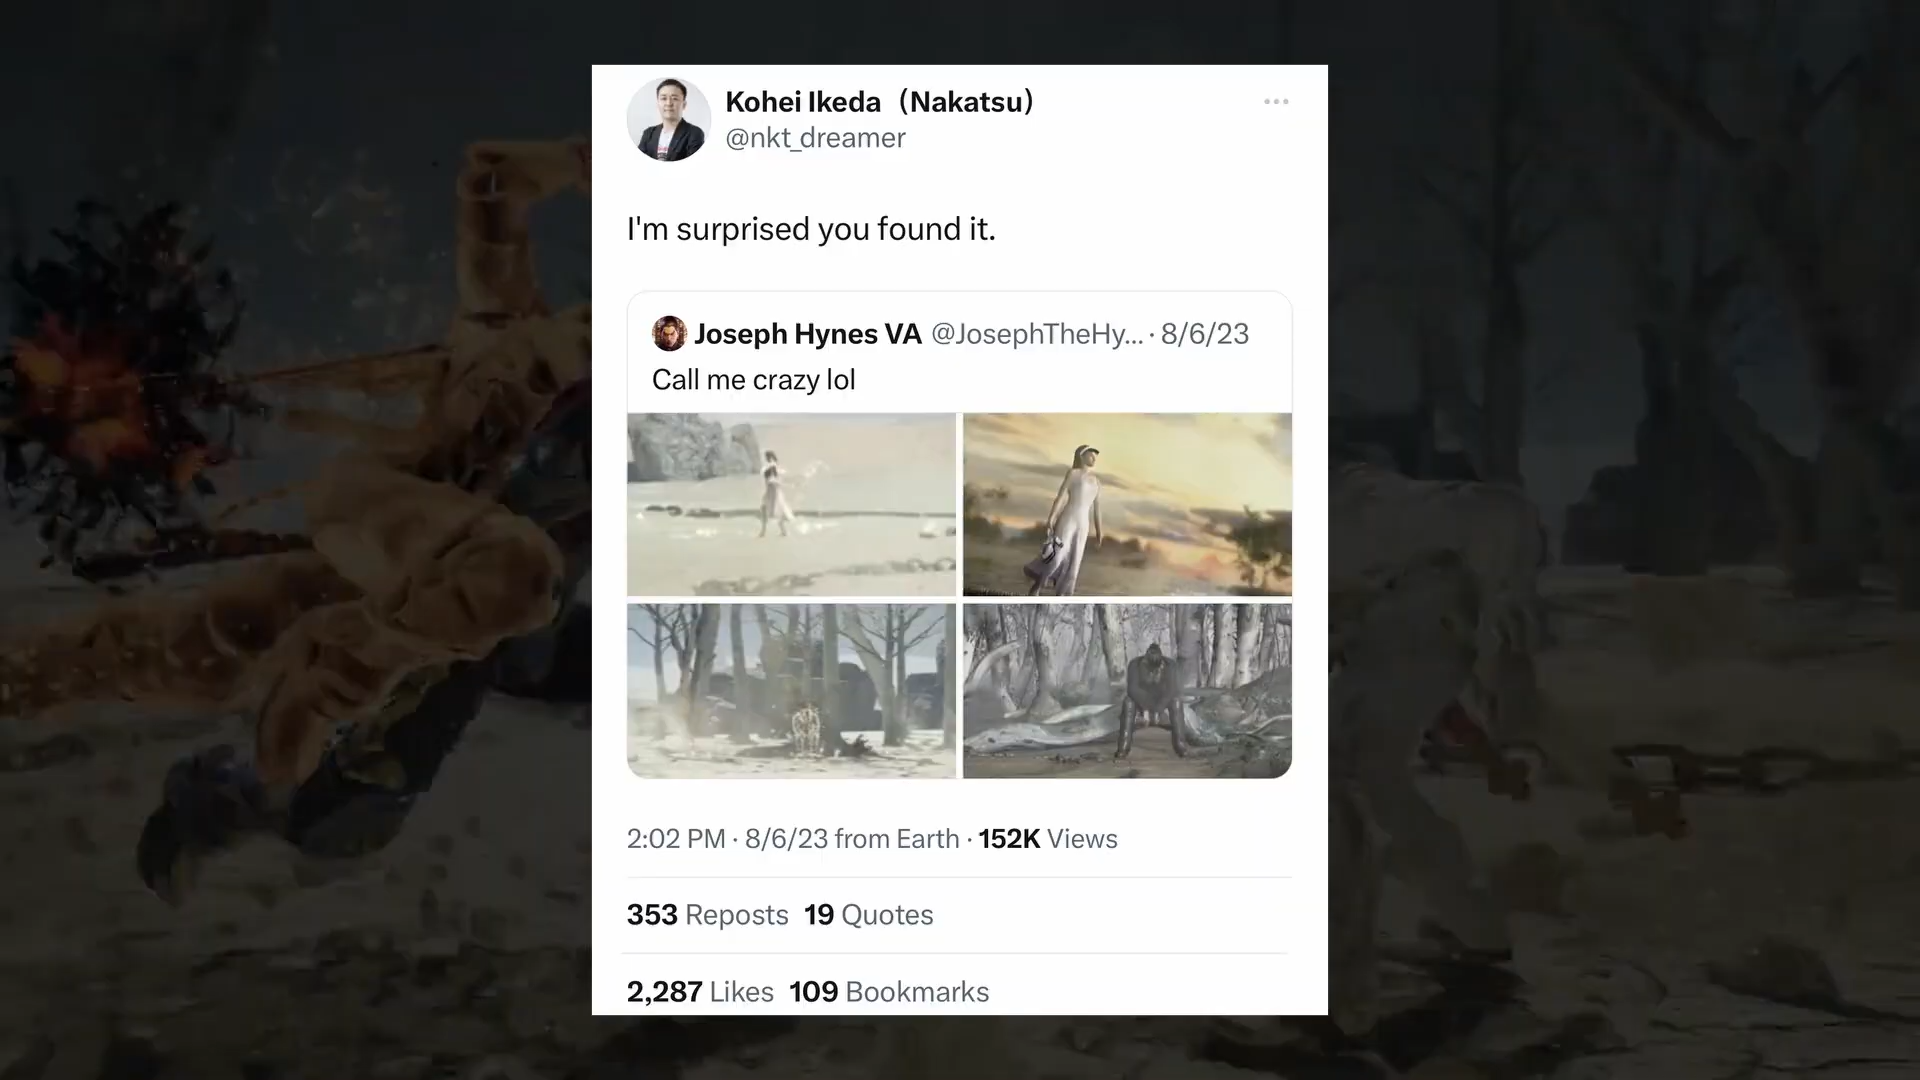 Kohei Ikeda（Nakatsu）
@nkt_dreamer
I'm surprised you found it.
Joseph Hynes VA @JosephTheHy... · 8/6/23
Call me crazy lol
2:02 PM · 8/6/23 from Earth · 152K Views
353 Reposts 19 Quotes
2,287 Likes 109 Bookmarks